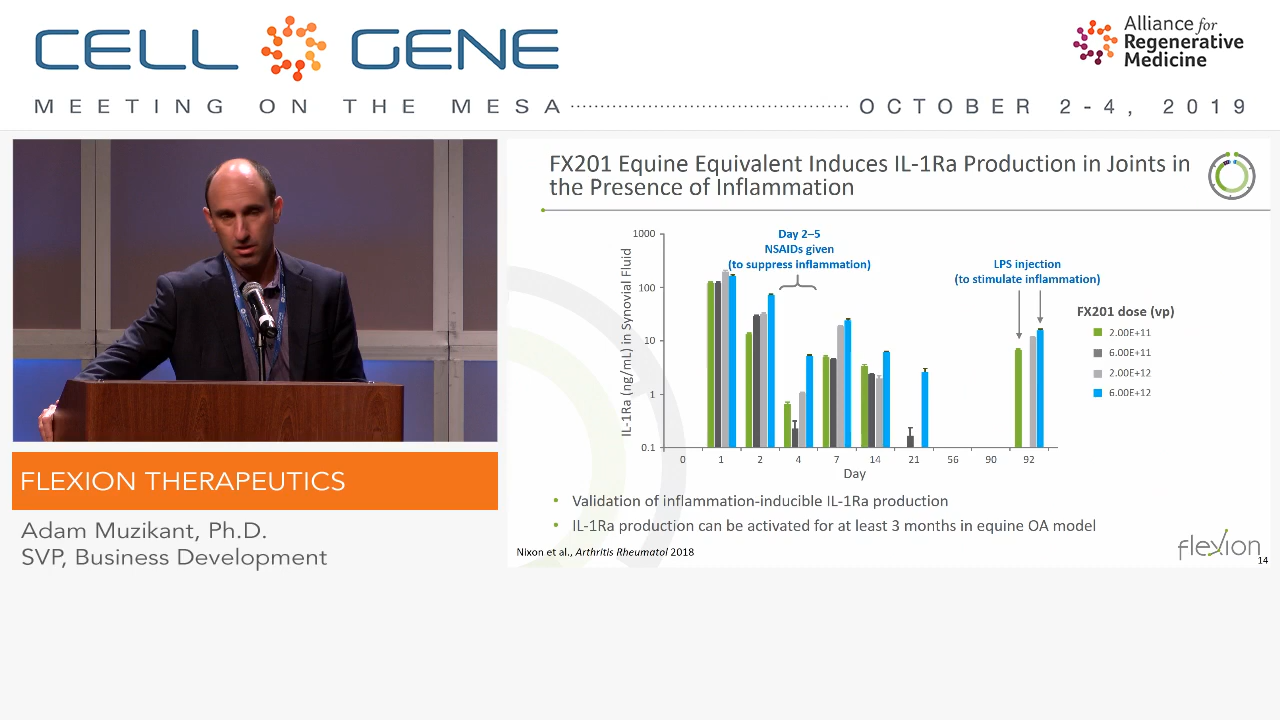 CELL GENE
MEETING ON THE MESA
OCTOBER 2-4, 2019
Alliance for
Regenerative
Medicine
FLEXION THERAPEUTICS
Adam Muzikant, Ph.D.
SVP, Business Development
FX201 Equine Equivalent Induces IL-1Ra Production in Joints in
the Presence of Inflammation
IL-1Ra (ng/mL) in Synovial Fluid
1000
100
10
1
0.1
Day 2–5
NSAIDs given
(to suppress inflammation)
LPS injection
(to stimulate inflammation)
0 1 2 4 7 14 21 56 90 92
Day
FX201 dose (vp)
2.00E+11
6.00E+11
2.00E+12
6.00E+12
• Validation of inflammation-inducible IL-1Ra production
• IL-1Ra production can be activated for at least 3 months in equine OA model
Nixon et al., Arthritis Rheumatol 2018
flexion
14